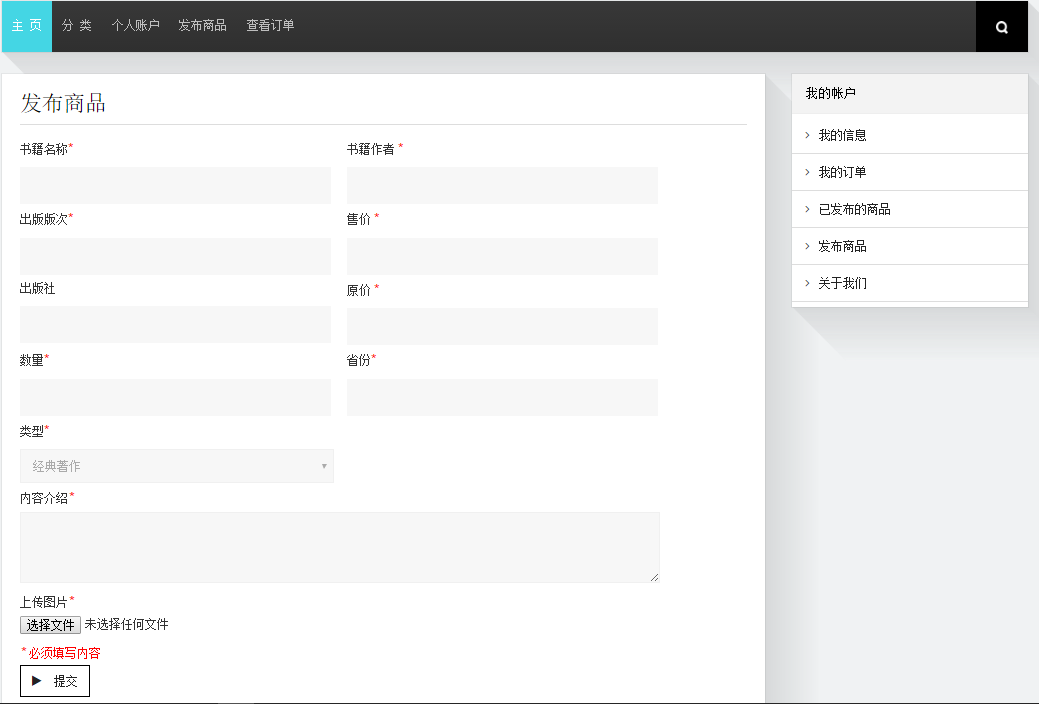 主 页 分 类 个人账户 发布商品 查看订单
发布商品
书籍名称* 书籍作者 *
出版版次* 售价 *
出版社 原价 *
数量* 省份*
类型*
经典著作
内容介绍*
上传图片*
选择文件 未选择任何文件
*必须填写内容
提交
我的帐户
我的信息
我的订单
已发布的商品
发布商品
关于我们